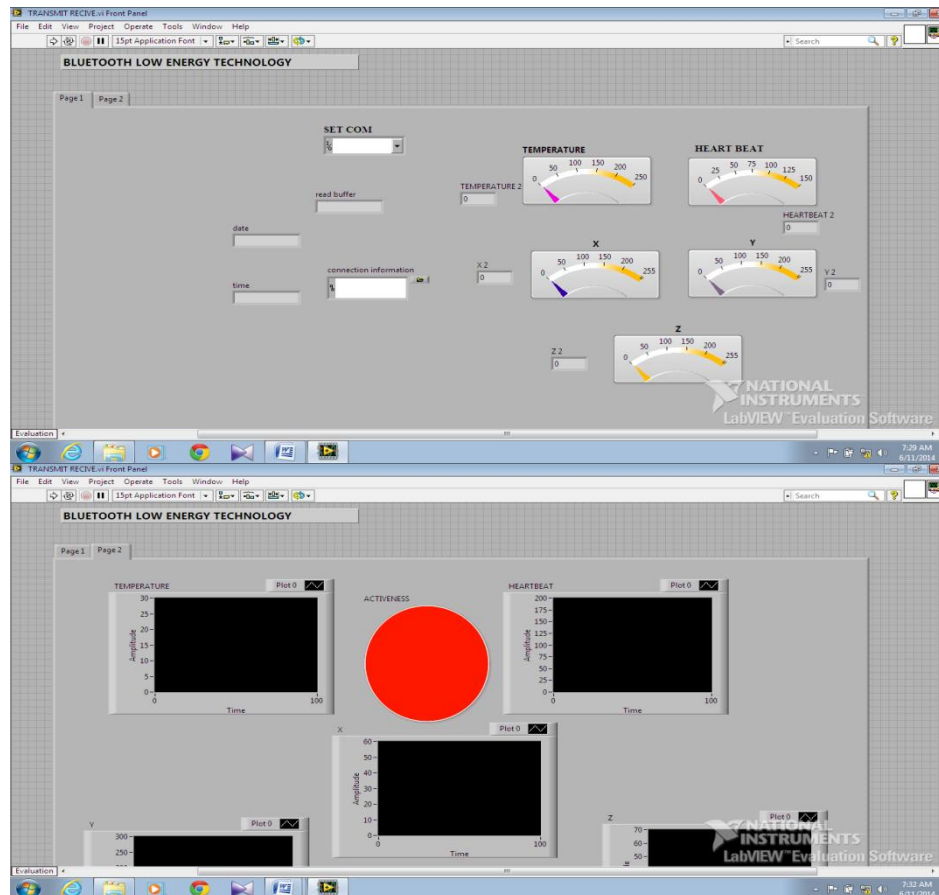 TRANSMIT RECIVE.vi Front Panel
File Edit View Project Operate Tools Window Help
15pt Application Font
Search
BLUETOOTH LOW ENERGY TECHNOLOGY
Page 1 Page 2
SET COM
TEMPERATURE
0 50 100 150 200 250
HEART BEAT
0 25 50 75 100 125 150
TEMPERATURE 2
0
read buffer
HEARTBEAT 2
0
date
X
0 50 100 150 200 255
Y
0 50 100 150 200 255
X 2
0
Y 2
0
connection information
time
Z
0 50 100 150 200 255
Z 2
0
NATIONAL
INSTRUMENTS
LabVIEW™ Evaluation Software
Evaluation
7:29 AM
6/11/2014
TRANSMIT RECIVE.vi Front Panel
File Edit View Project Operate Tools Window Help
15pt Application Font
Search
BLUETOOTH LOW ENERGY TECHNOLOGY
Page 1 Page 2
TEMPERATURE
Plot 0
30
25
20
15
10
5
0
Amplitude
0 100
Time
ACTIVENESS
HEARTBEAT
Plot 0
200
175
150
125
100
75
50
25
0
Amplitude
0 100
Time
X
Plot 0
60
50
40
30
20
10
0
Amplitude
0 100
Time
Y
Plot 0
300
250
Z
Plot 0
70
60
50
NATIONAL
INSTRUMENTS
LabVIEW™ Evaluation Software
Evaluation
7:32 AM
6/11/2014